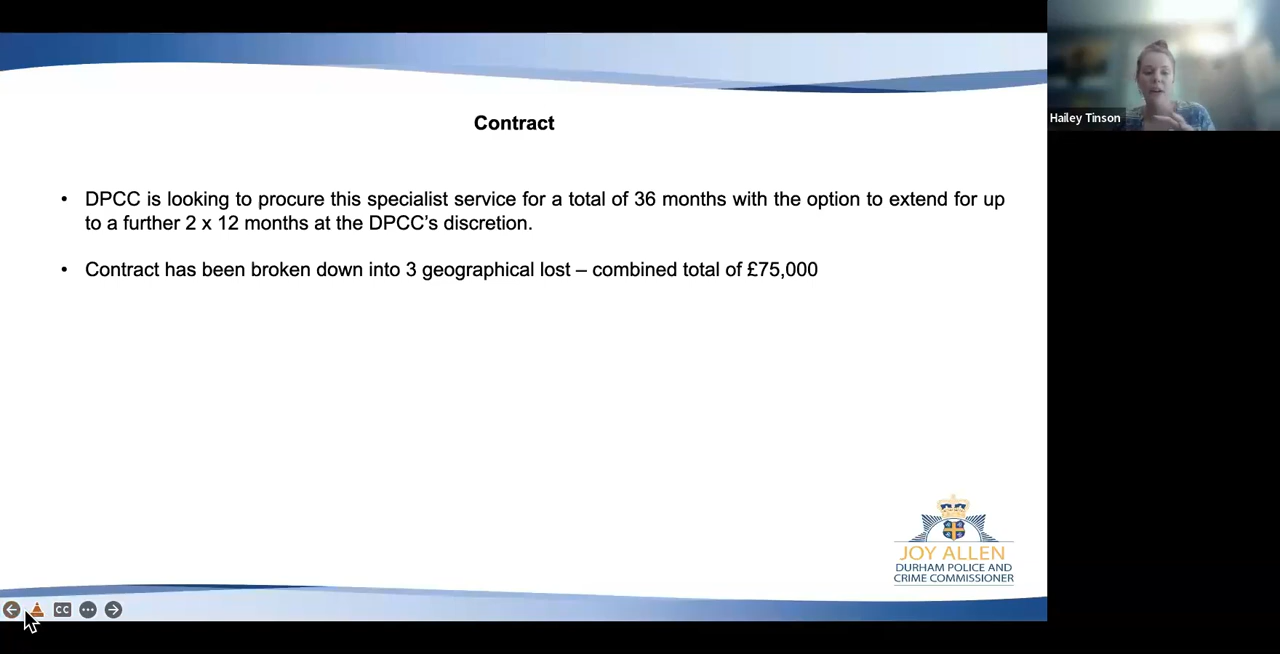 Contract
• DPCC is looking to procure this specialist service for a total of 36 months with the option to extend for up
to a further 2 x 12 months at the DPCC's discretion.
• Contract has been broken down into 3 geographical lost – combined total of £75,000
Hailey Tinson
JOY ALLEN
DURHAM POLICE AND
CRIME COMMISSIONER
CC